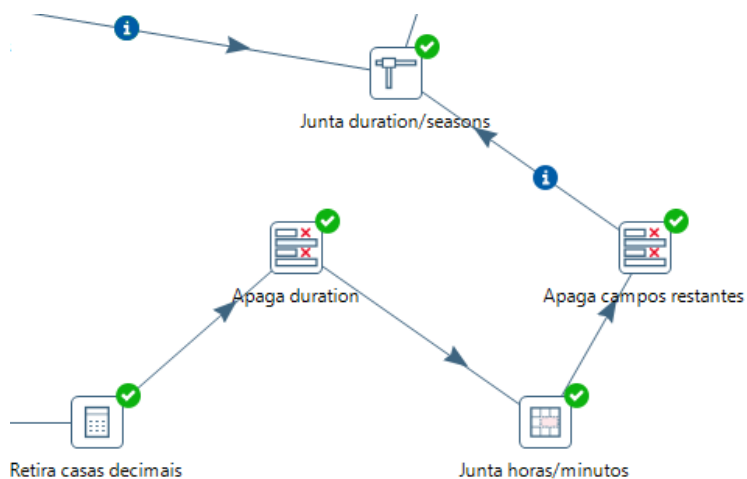 Junta duration/seasons
Apaga duration
Apaga campos restantes
Retira casas decimais
Junta horas/minutos